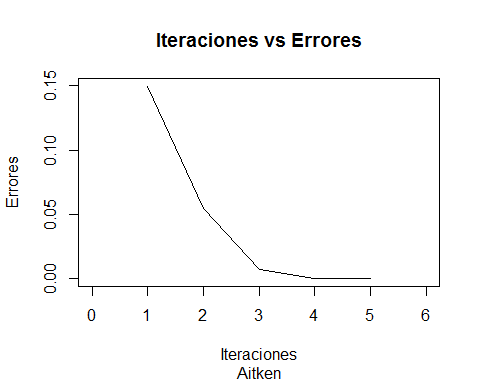 Iteraciones vs Errores
Errores
0.15
0.10
0.05
0.00
0 1 2 3 4 5 6
Iteraciones
Aitken